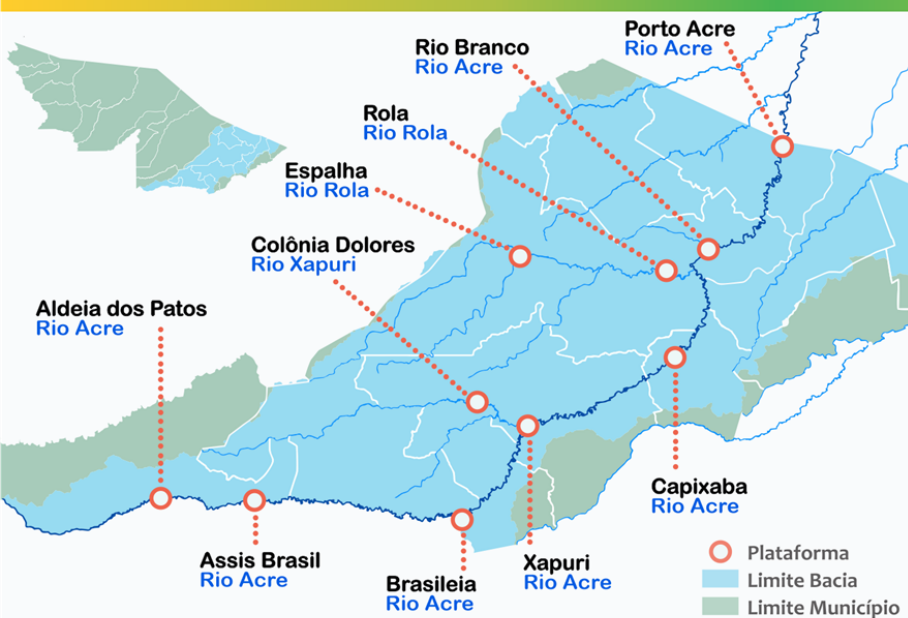 Porto Acre
Rio Acre
Rio Branco
Rio Acre
Rola
Rio Rola
Espalha
Rio Rola
Colônia Dolores
Rio Xapuri
Aldeia dos Patos
Rio Acre
Capixaba
Rio Acre
Assis Brasil
Rio Acre
Brasileia
Rio Acre
Xapuri
Rio Acre
Plataforma
Limite Bacia
Limite Município